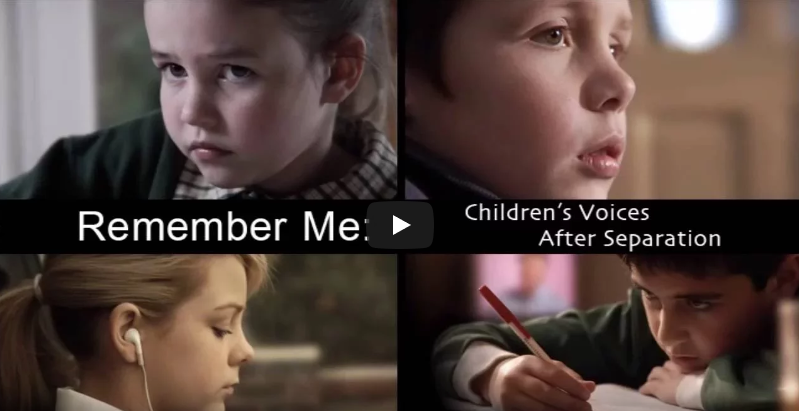 Remember Me:
Children's Voices
After Separation